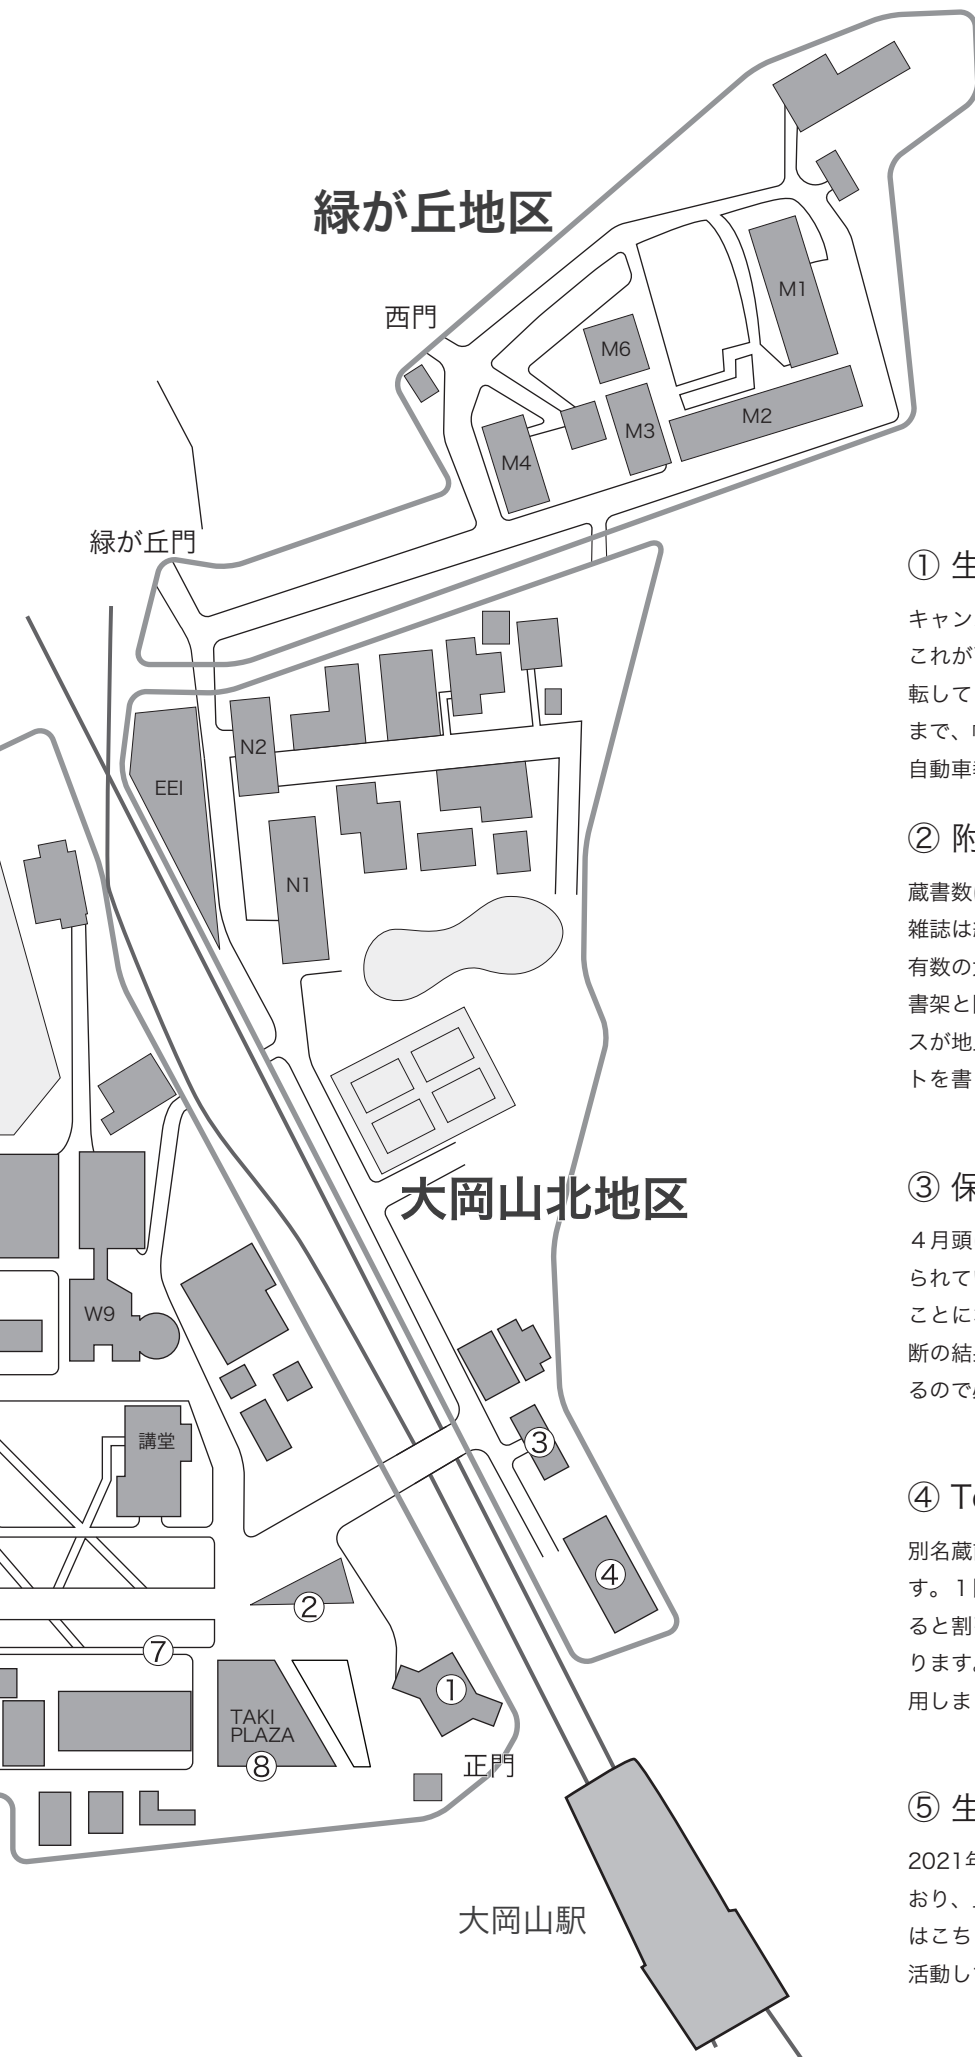 緑が丘地区
西門
M1
M6
M2
M3
M4
緑が丘門
N2
EEI
N1
大岡山北地区
W9
講堂
③
④
②
⑦
①
TAKI
PLAZA
⑧
正門
大岡山駅
① 生
キャン
これが
転して
まで、
自動車
② 附
蔵書数
雑誌は
有数の
書架と
スが地
トを書
③ 保
４月頭
られて
ことに
断の結
るので
④ T
別名蔵
す。1
ると割
ります。
用しま
⑤ 生
2021年
おり、
はこち
活動し